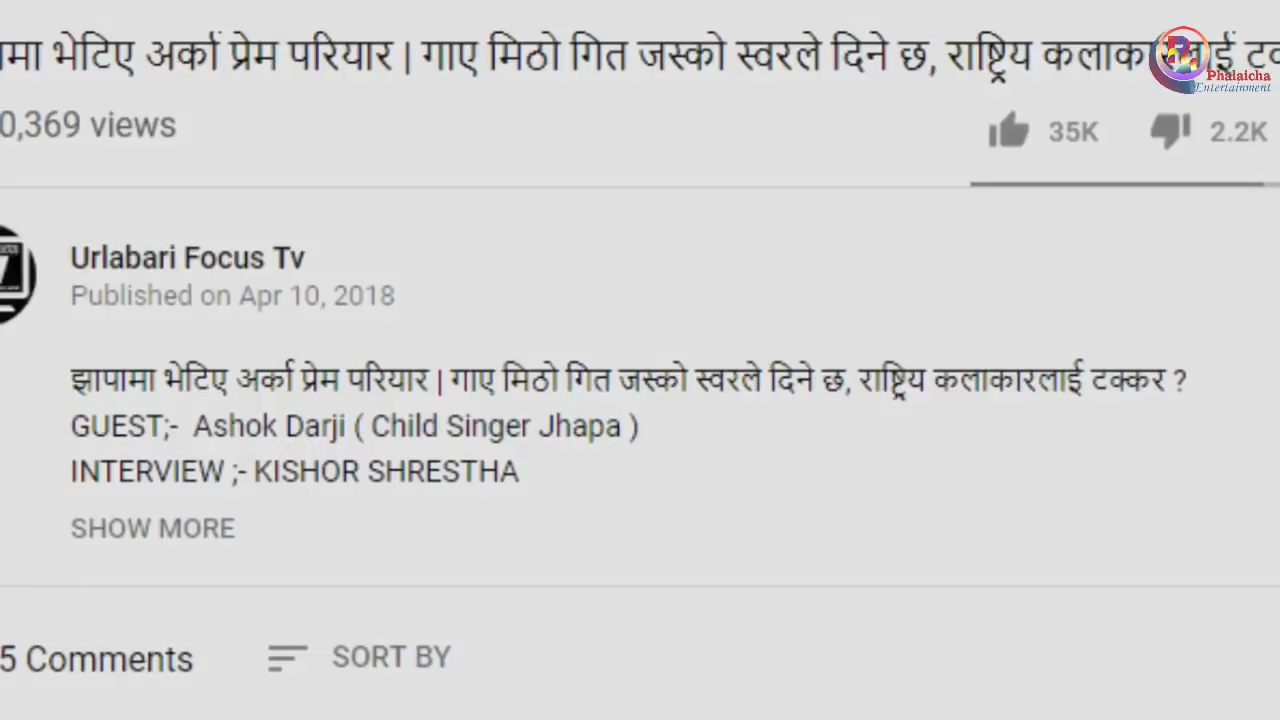 मा भेटिए अर्का प्रेम परियार | गाए मिठो गित जस्को स्वरले दिने छ, राष्ट्रिय कलाकारलाई
Phalaicha
Entertainment
0,369 views
35K
2.2K
Urlabari Focus Tv
Published on Apr 10, 2018
झापामा भेटिए अर्का प्रेम परियार | गाए मिठो गित जस्को स्वरले दिने छ, राष्ट्रिय कलाकारलाई टक्कर ?
GUEST;- Ashok Darji ( Child Singer Jhapa )
INTERVIEW ;- KISHOR SHRESTHA
SHOW MORE
5 Comments
SORT BY